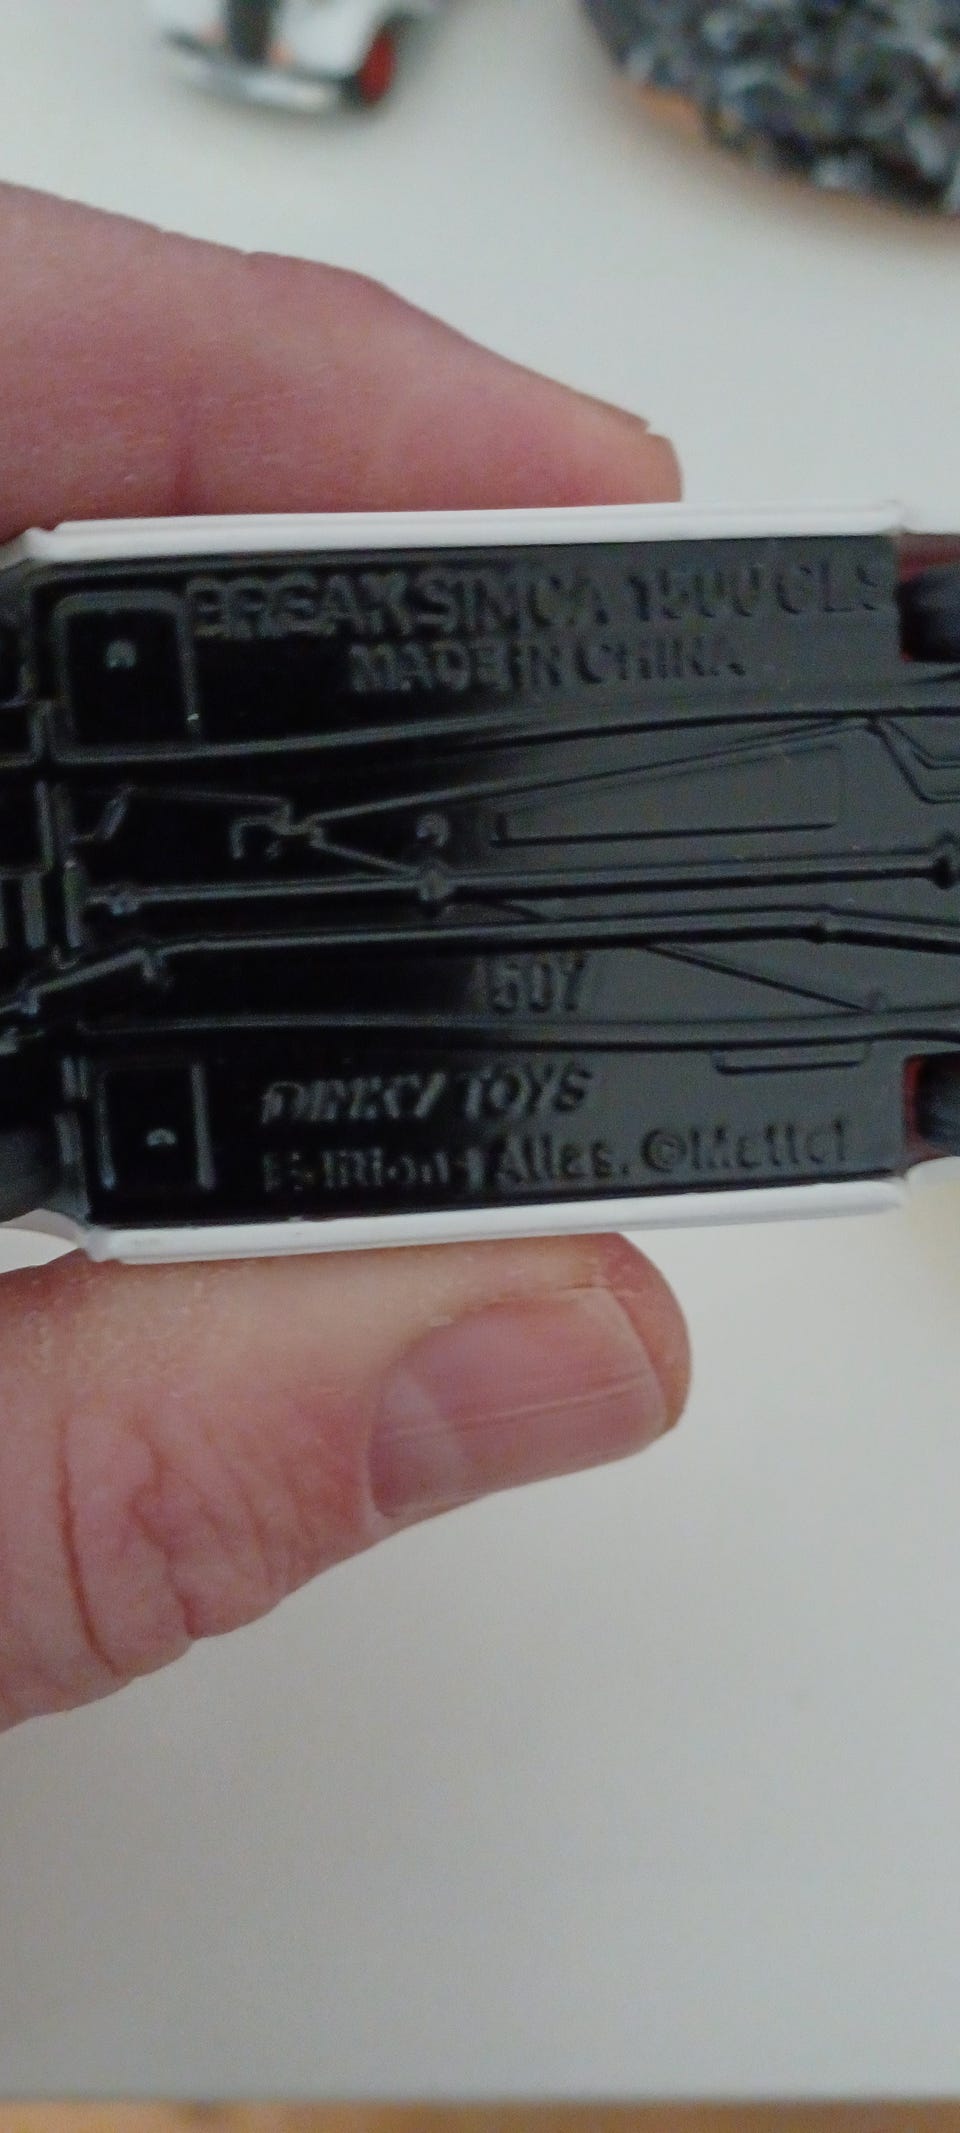 BREAK SIMCA 1500 GLS
MADE IN CHINA
507
DINKY TOYS
Editions Atlas. ©Mattel